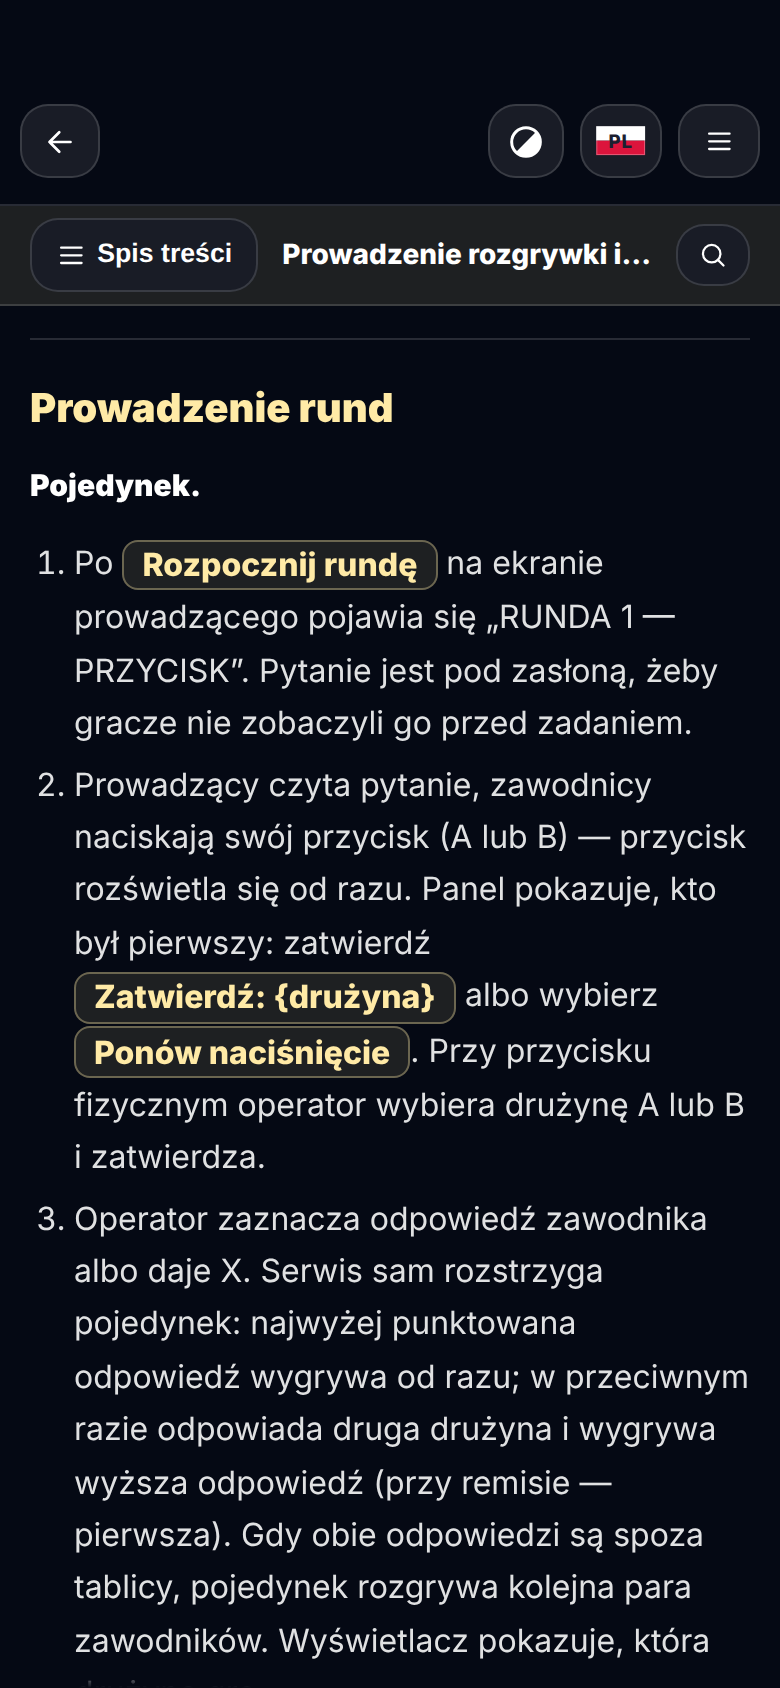 PL
Spis treści
Prowadzenie rozgrywki i...
Prowadzenie rund
Pojedynek.
1. Po Rozpocznij rundę na ekranie
prowadzącego pojawia się „RUNDA 1 —
PRZYCISK”. Pytanie jest pod zasłoną, żeby
gracze nie zobaczyli go przed zadaniem.
2. Prowadzący czyta pytanie, zawodnicy
naciskają swój przycisk (A lub B) — przycisk
rozświetla się od razu. Panel pokazuje, kto
był pierwszy: zatwierdź
Zatwierdź: {drużyna} albo wybierz
Ponów naciśnięcie. Przy przycisku
fizycznym operator wybiera drużynę A lub B
i zatwierdza.
3. Operator zaznacza odpowiedź zawodnika
albo daje X. Serwis sam rozstrzyga
pojedynek: najwyżej punktowana
odpowiedź wygrywa od razu; w przeciwnym
razie odpowiada druga drużyna i wygrywa
wyższa odpowiedź (przy remisie —
pierwsza). Gdy obie odpowiedzi są spoza
tablicy, pojedynek rozgrywa kolejna para
zawodników. Wyświetlacz pokazuje, która